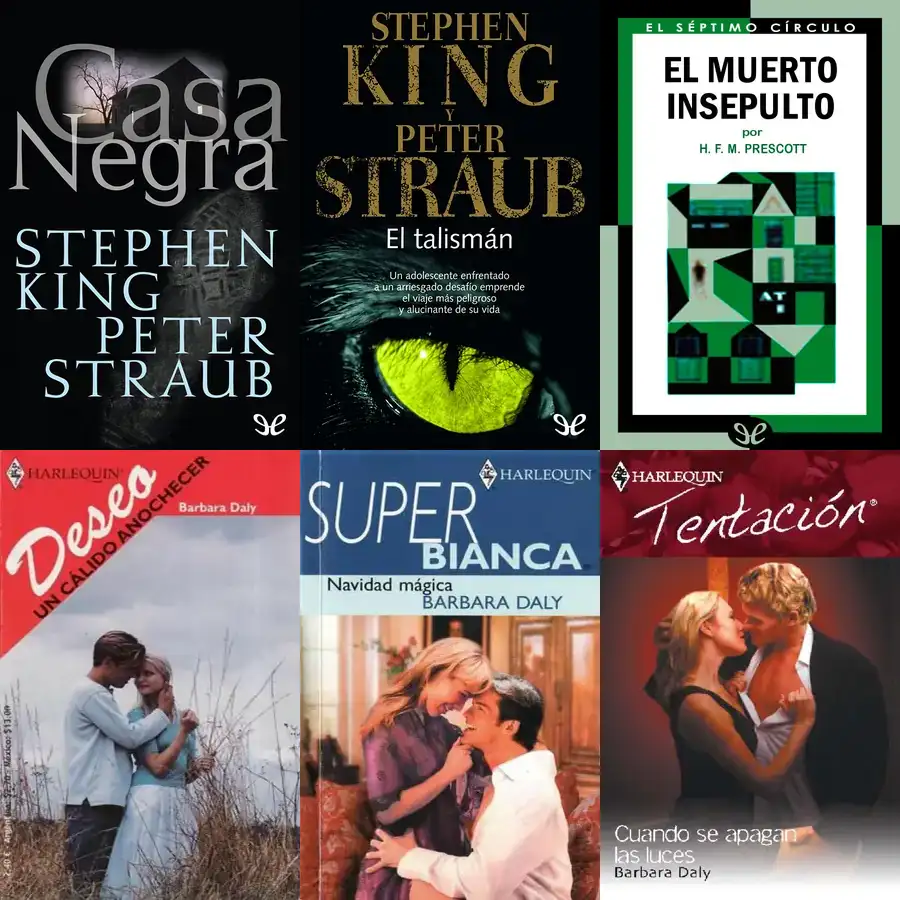 Casa
Negra
STEPHEN
KING
PETER
STRAUB
STEPHEN
KING
Y
PETER
STRAUB
El talismán
Un adolescente enfrentado
a un arriesgado desafío emprende
el viaje más peligroso
y alucinante de su vida
EL SÉPTIMO CÍRCULO
EL MUERTO
INSEPULTO
por
H. F. M. PRESCOTT
AT
HARLEQUIN
Deseo
UN CÁLIDO ANOCHECER
Barbara Daly
HARLEQUIN
SUPER
BIANCA
Navidad mágica
BARBARA DALY
HARLEQUIN
Tentación®
Cuando se apagan
las luces
Barbara Daly